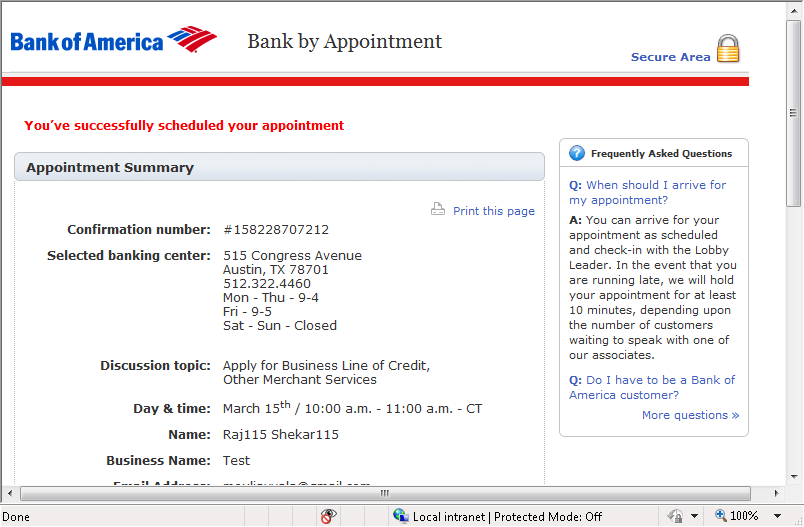 Bank of America
Bank by Appointment
Secure Area
You've successfully scheduled your appointment
Appointment Summary
Print this page
Confirmation number: #158228707212
Selected banking center: 515 Congress Avenue
Austin, TX 78701
512.322.4460
Mon - Thu - 9-4
Fri - 9-5
Sat - Sun - Closed
Discussion topic: Apply for Business Line of Credit,
Other Merchant Services
Day & time: March 15th / 10:00 a.m. - 11:00 a.m. - CT
Name: Raj115 Shekar115
Business Name: Test
Email Address:
Frequently Asked Questions
Q: When should I arrive for
my appointment?
A: You can arrive for your
appointment as scheduled
and check-in with the Lobby
Leader. In the event that you
are running late, we will hold
your appointment for at least
10 minutes, depending upon
the number of customers
waiting to speak with one of
our associates.
Q: Do I have to be a Bank of
America customer?
More questions »
Done
Local intranet | Protected Mode: Off
100%